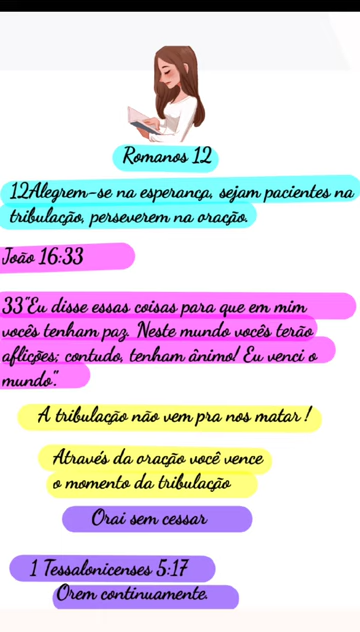 Romanos 12
12Alegrem-se na esperança, sejam pacientes na
tribulação, perseverem na oração.
João 16:33
33"Eu disse essas coisas para que em mim
vocês tenham paz. Neste mundo vocês terão
aflições; contudo, tenham ânimo! Eu venci o
mundo".
A tribulação não vem pra nos matar !
Através da oração você vence
o momento da tribulação
Orai sem cessar
1 Tessalonicenses 5:17
Orem continuamente.